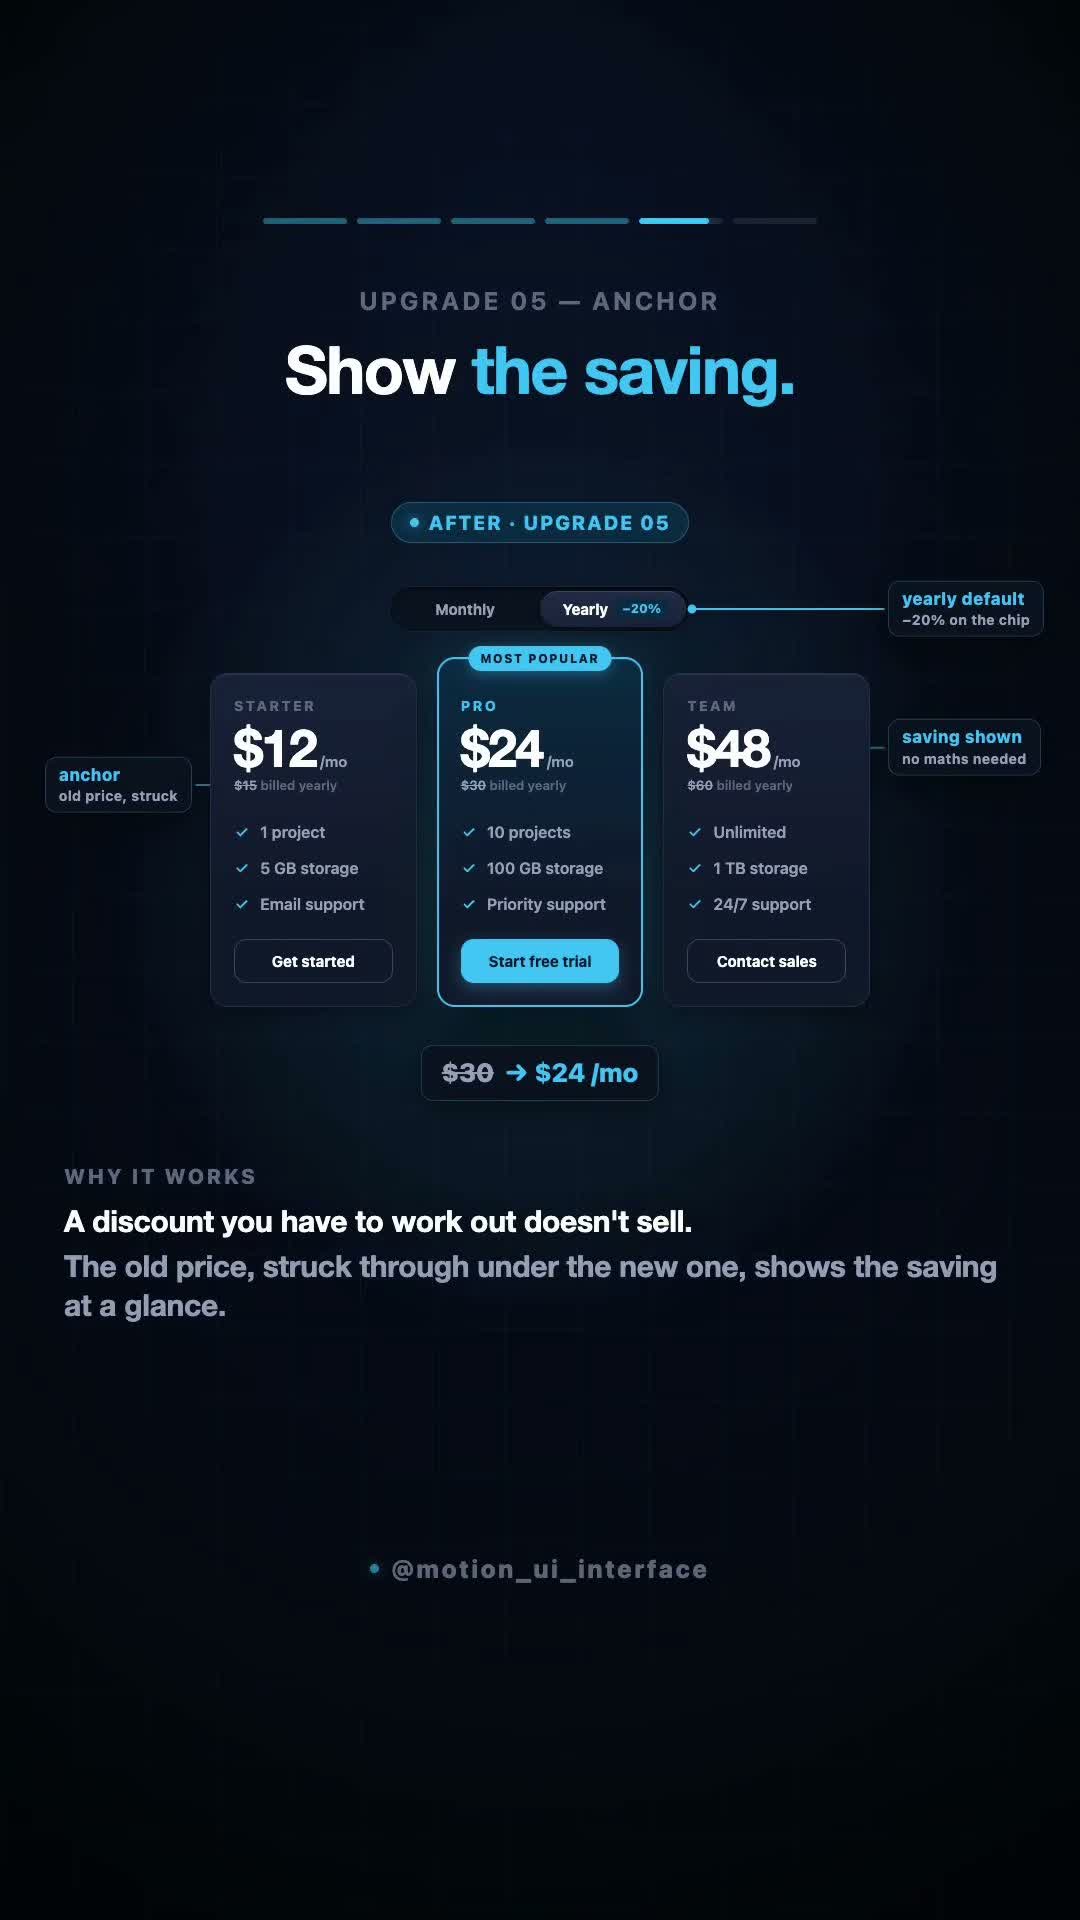 UPGRADE 05 — ANCHOR
Show the saving.
AFTER · UPGRADE 05
Monthly
Yearly −20%
yearly default
−20% on the chip
MOST POPULAR
STARTER
$12/mo
$15 billed yearly
1 project
5 GB storage
Email support
Get started
PRO
$24/mo
$30 billed yearly
10 projects
100 GB storage
Priority support
Start free trial
TEAM
$48/mo
$60 billed yearly
Unlimited
1 TB storage
24/7 support
Contact sales
saving shown
no maths needed
anchor
old price, struck
$30 → $24 /mo
WHY IT WORKS
A discount you have to work out doesn't sell.
The old price, struck through under the new one, shows the saving
at a glance.
@motion_ui_interface